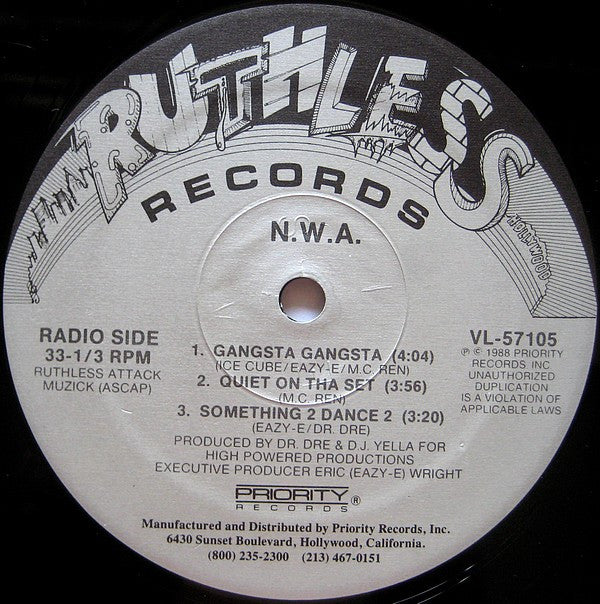 RUTHLESS
RECORDS
HOLLYWOOD
N.W.A.
RADIO SIDE
33-1/3 RPM
RUTHLESS ATTACK
MUZICK (ASCAP)
VL-57105
℗ © 1988 PRIORITY
RECORDS INC
UNAUTHORIZED
DUPLICATION
IS A VIOLATION OF
APPLICABLE LAWS
1. GANGSTA GANGSTA (4:04)
(ICE CUBE/EAZY-E/M.C. REN)
2. QUIET ON THA SET (3:56)
(M.C. REN)
3. SOMETHING 2 DANCE 2 (3:20)
(EAZY-E/DR. DRE)
PRODUCED BY DR. DRE & D.J. YELLA FOR
HIGH POWERED PRODUCTIONS
EXECUTIVE PRODUCER ERIC (EAZY-E) WRIGHT
PRIORITY ®
RECORDS
Manufactured and Distributed by Priority Records, Inc.
6430 Sunset Boulevard, Hollywood, California.
(800) 235-2300 (213) 467-0151